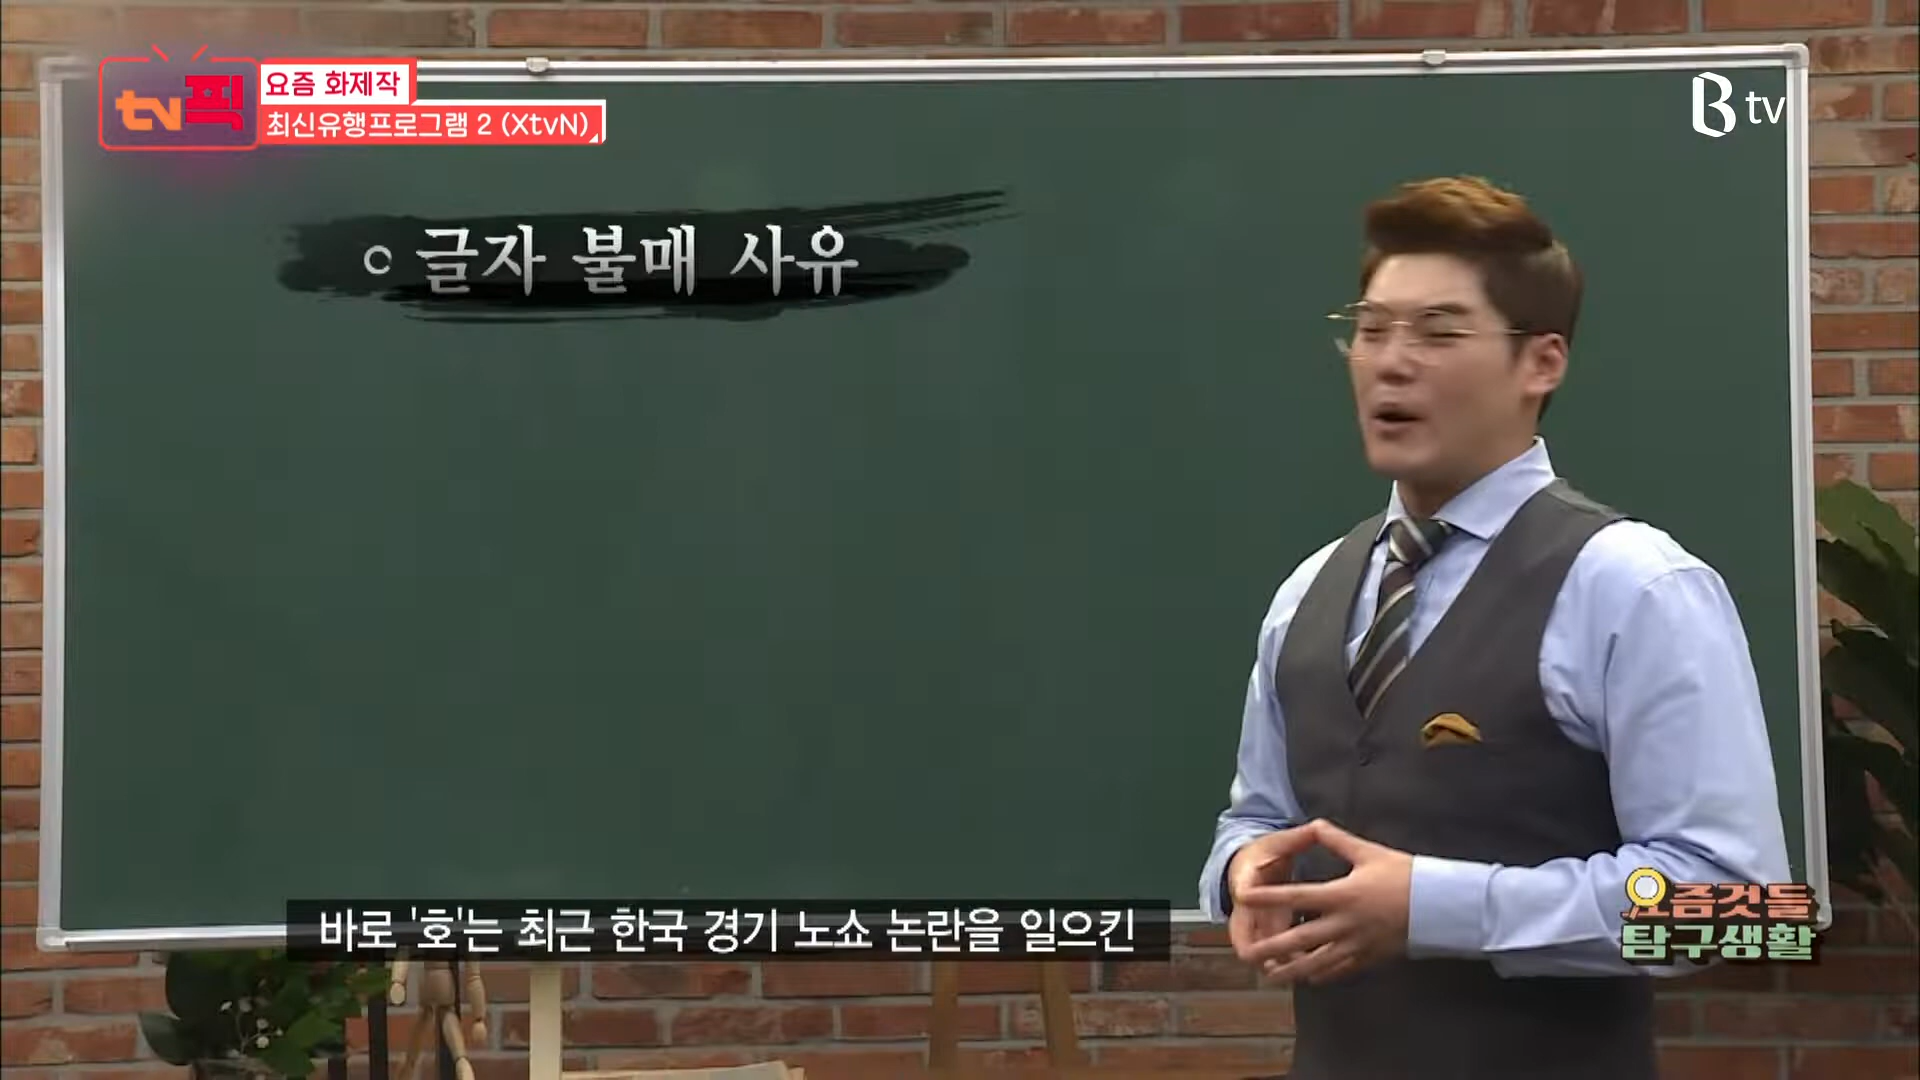 tv픽
요즘 화제작
최신유행프로그램 2 (XtvN)
B tv
○ 글자 불매 사유
바로 '호'는 최근 한국 경기 노쇼 논란을 일으킨
요즘것들
탐구생활